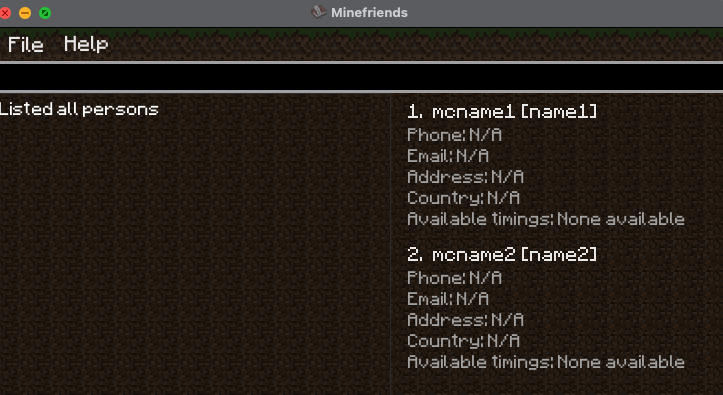 Minefriends
File Help
Listed all persons
1. mcname1 [name1]
Phone: N/A
Email: N/A
Address: N/A
Country: N/A
Available timings: None available
2. mcname2 [name2]
Phone: N/A
Email: N/A
Address: N/A
Country: N/A
Available timings: None available